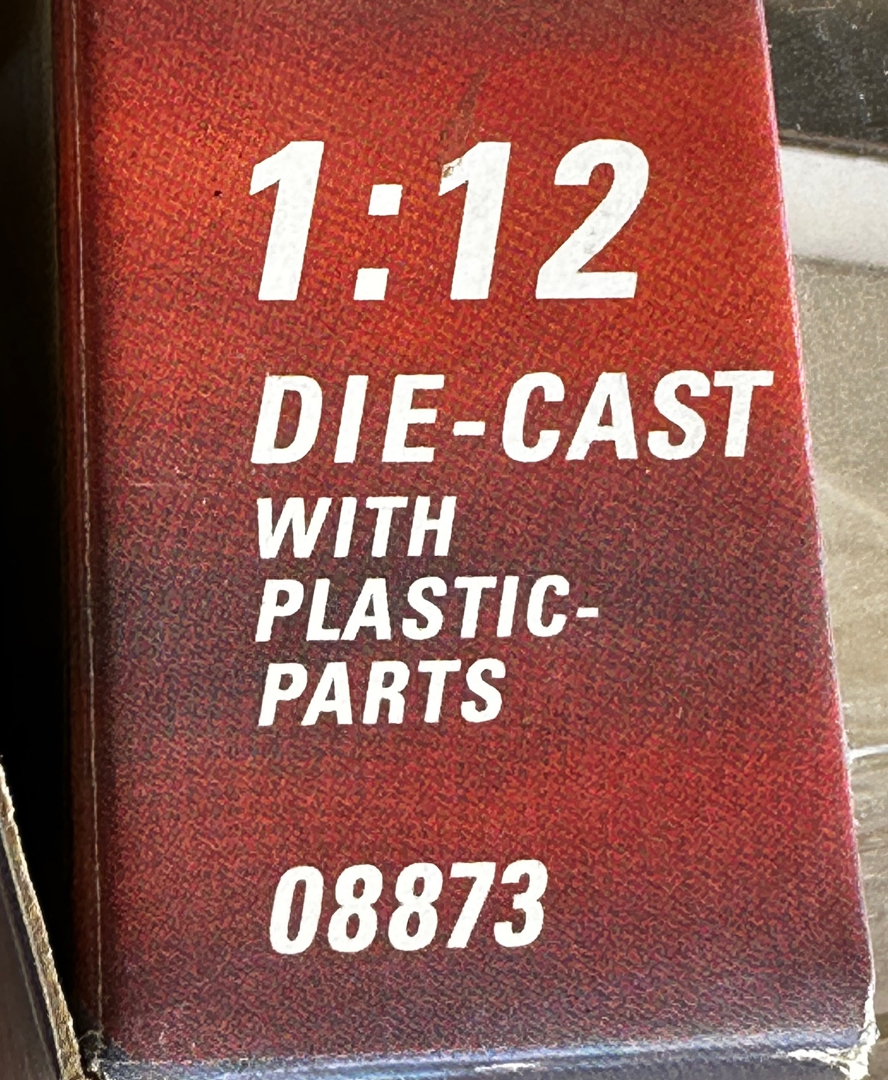 1:12
DIE-CAST
WITH
PLASTIC-
PARTS
08873